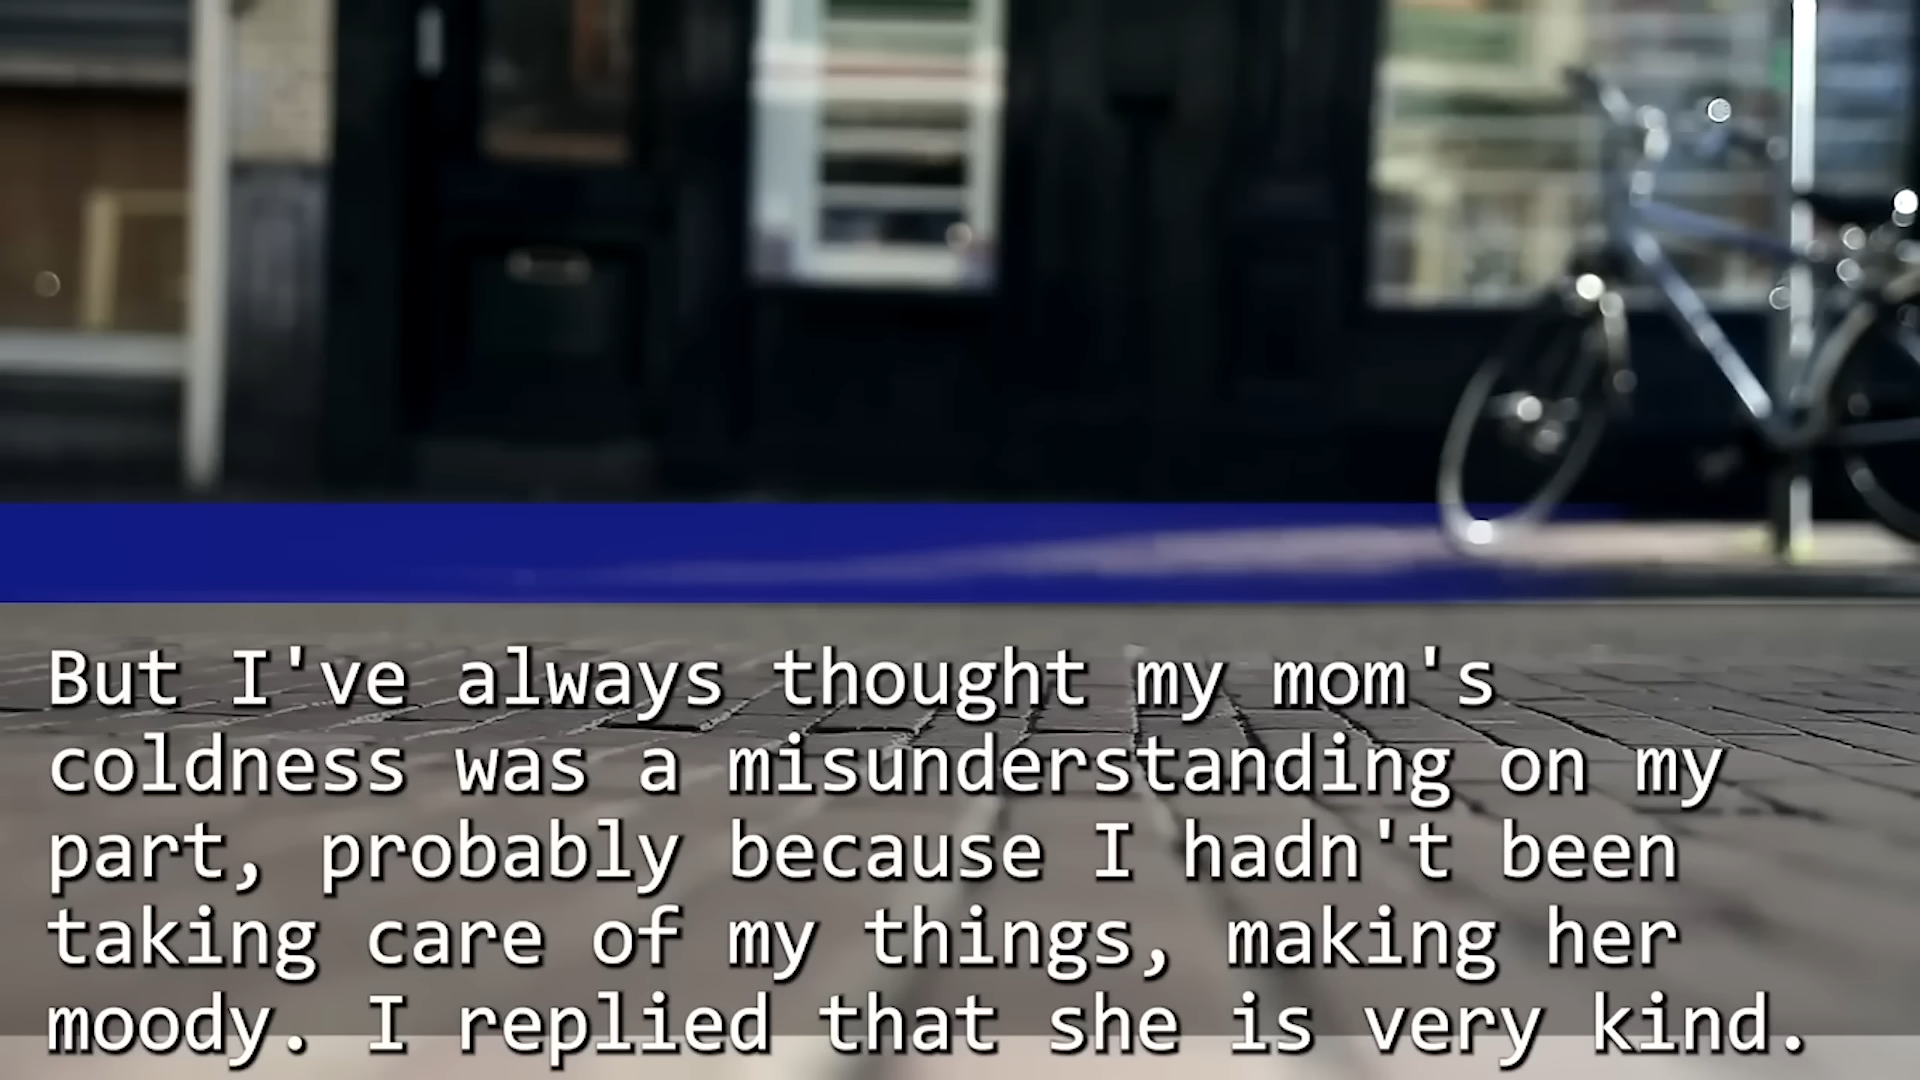 But I've always thought my mom's
coldness was a misunderstanding on my
part, probably because I hadn't been
taking care of my things, making her
moody. I replied that she is very kind.